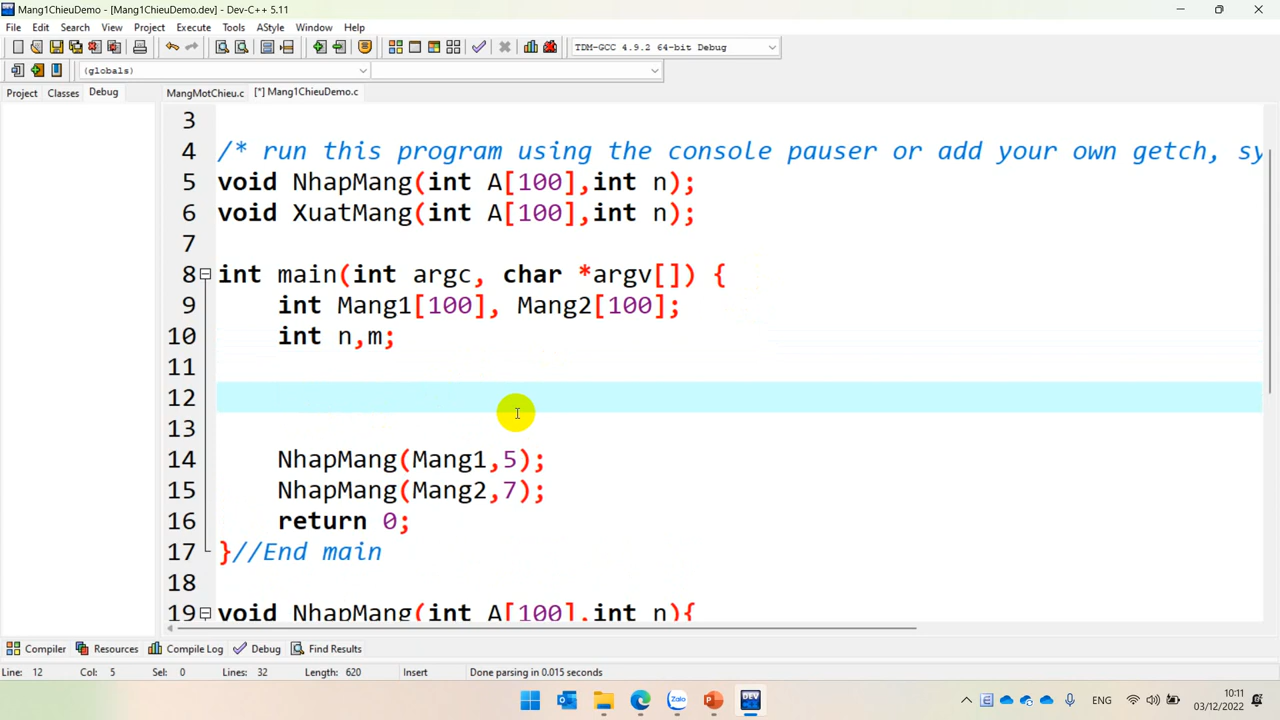 Mang1ChieuDemo - [Mang1ChieuDemo.dev] - Dev-C++ 5.11
File Edit Search View Project Execute Tools AStyle Window Help
TDM-GCC 4.9.2 64-bit Debug
(globals)
Project Classes Debug MangMotChieu.c [*] Mang1ChieuDemo.c
3
4 /* run this program using the console pauser or add your own getch, sy
5 void NhapMang(int A[100],int n);
6 void XuatMang(int A[100],int n);
7
8 int main(int argc, char *argv[]) {
9 int Mang1[100], Mang2[100];
10 int n,m;
11
12
13
14 NhapMang(Mang1,5);
15 NhapMang(Mang2,7);
16 return 0;
17 }//End main
18
19 void NhapMang(int A[100],int n){
Compiler Resources Compile Log Debug Find Results
Line: 12 Col: 5 Sel: 0 Lines: 32 Length: 620 Insert Done parsing in 0.015 seconds
Zalo DEV ENG 10:11
03/12/2022